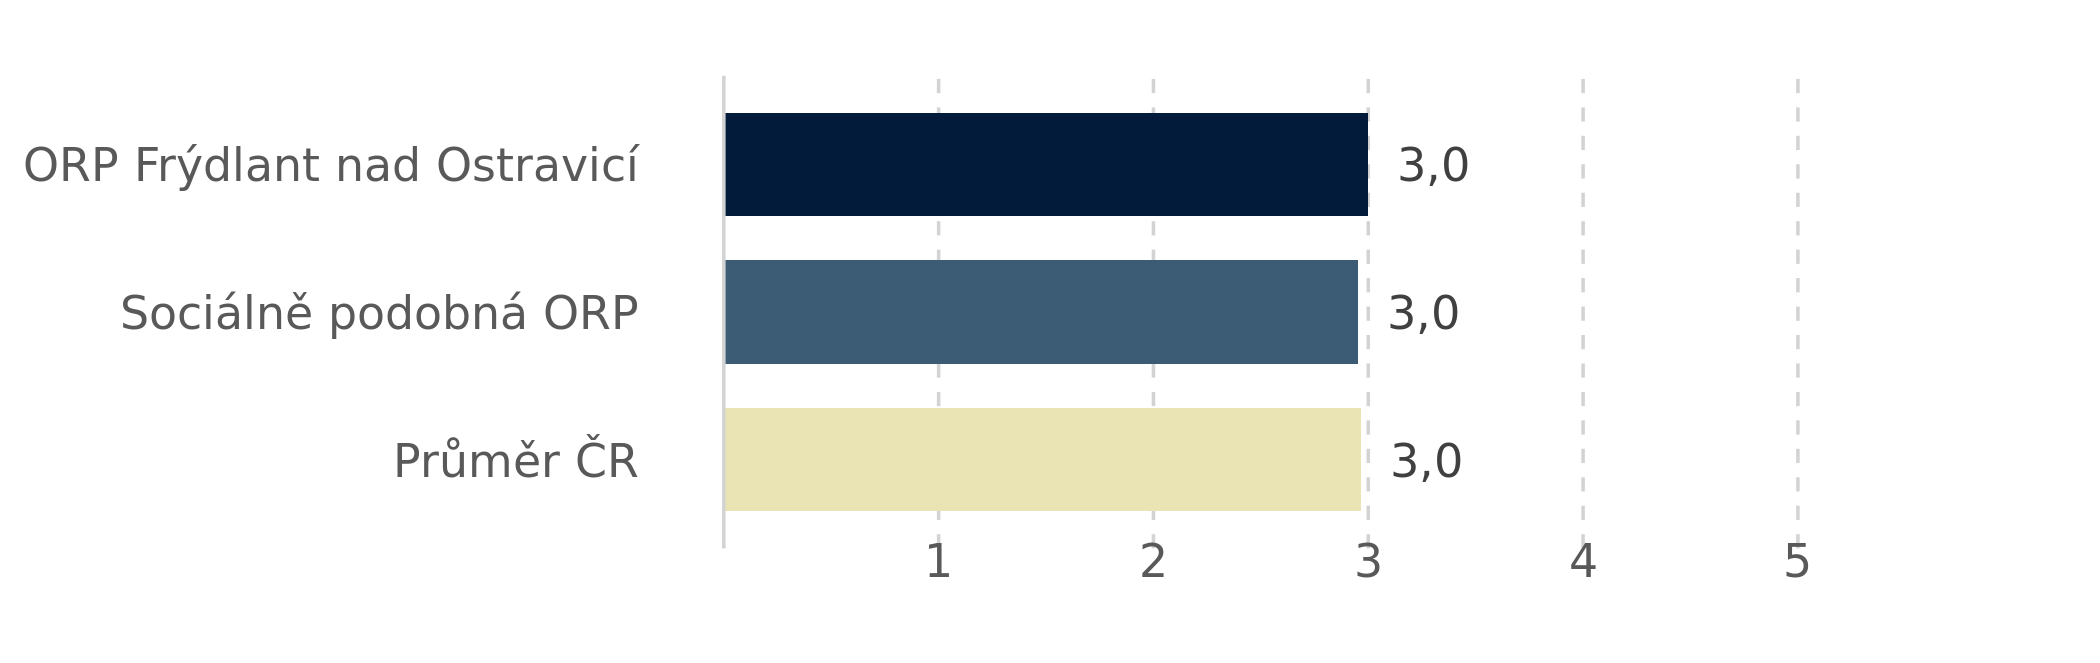 ORP Frýdlant nad Ostravicí 3,0
Sociálně podobná ORP 3,0
Průměr ČR 3,0
1 2 3 4 5